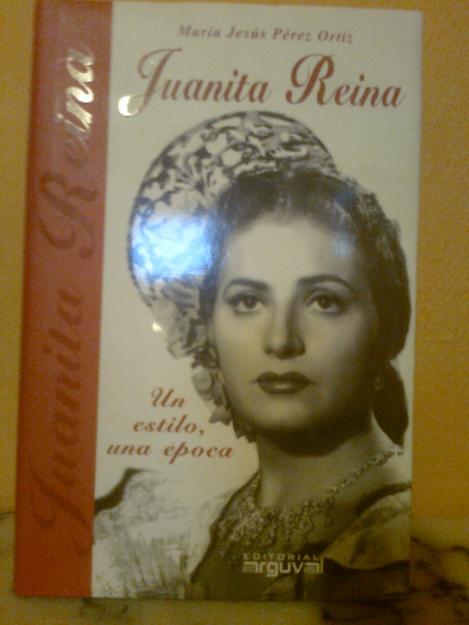 María Jesús Pérez Ortiz
Juanita Reina
Juanita Reina
Un
estilo,
una época
EDITORIAL
arguval